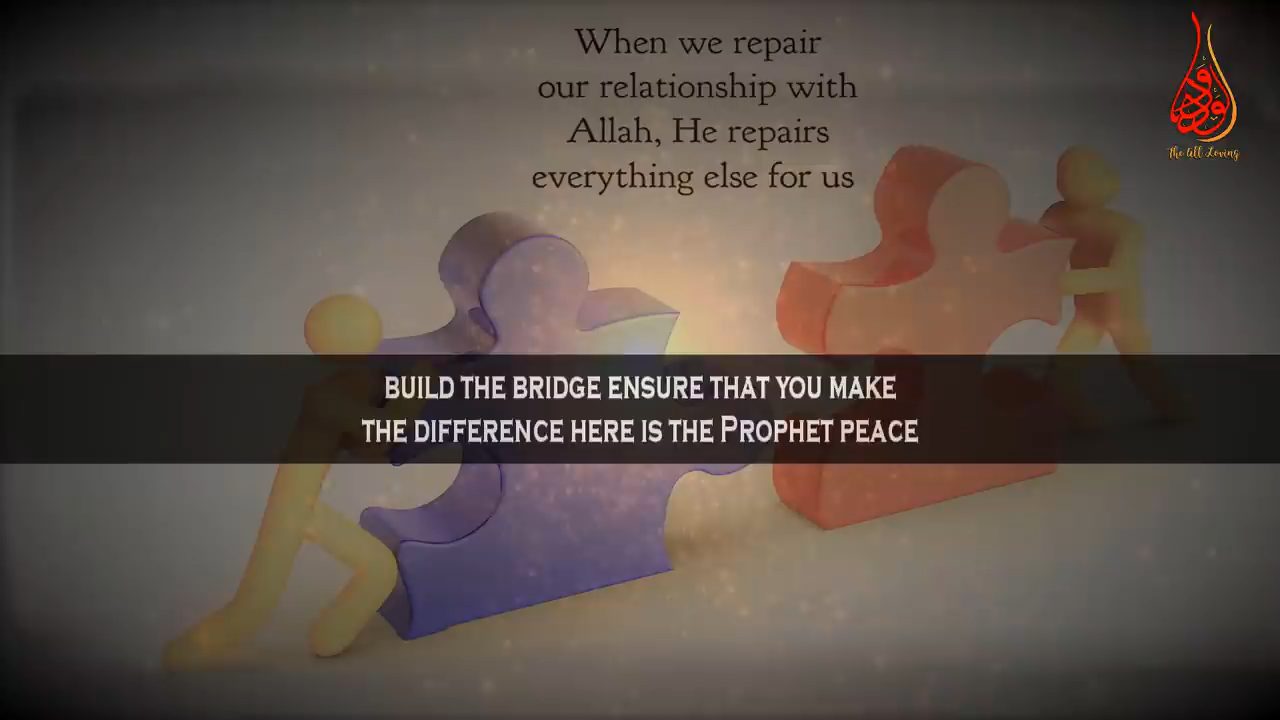 When we repair
our relationship with
Allah, He repairs
everything else for us
الودود
The All Loving
BUILD THE BRIDGE ENSURE THAT YOU MAKE
THE DIFFERENCE HERE IS THE PROPHET PEACE